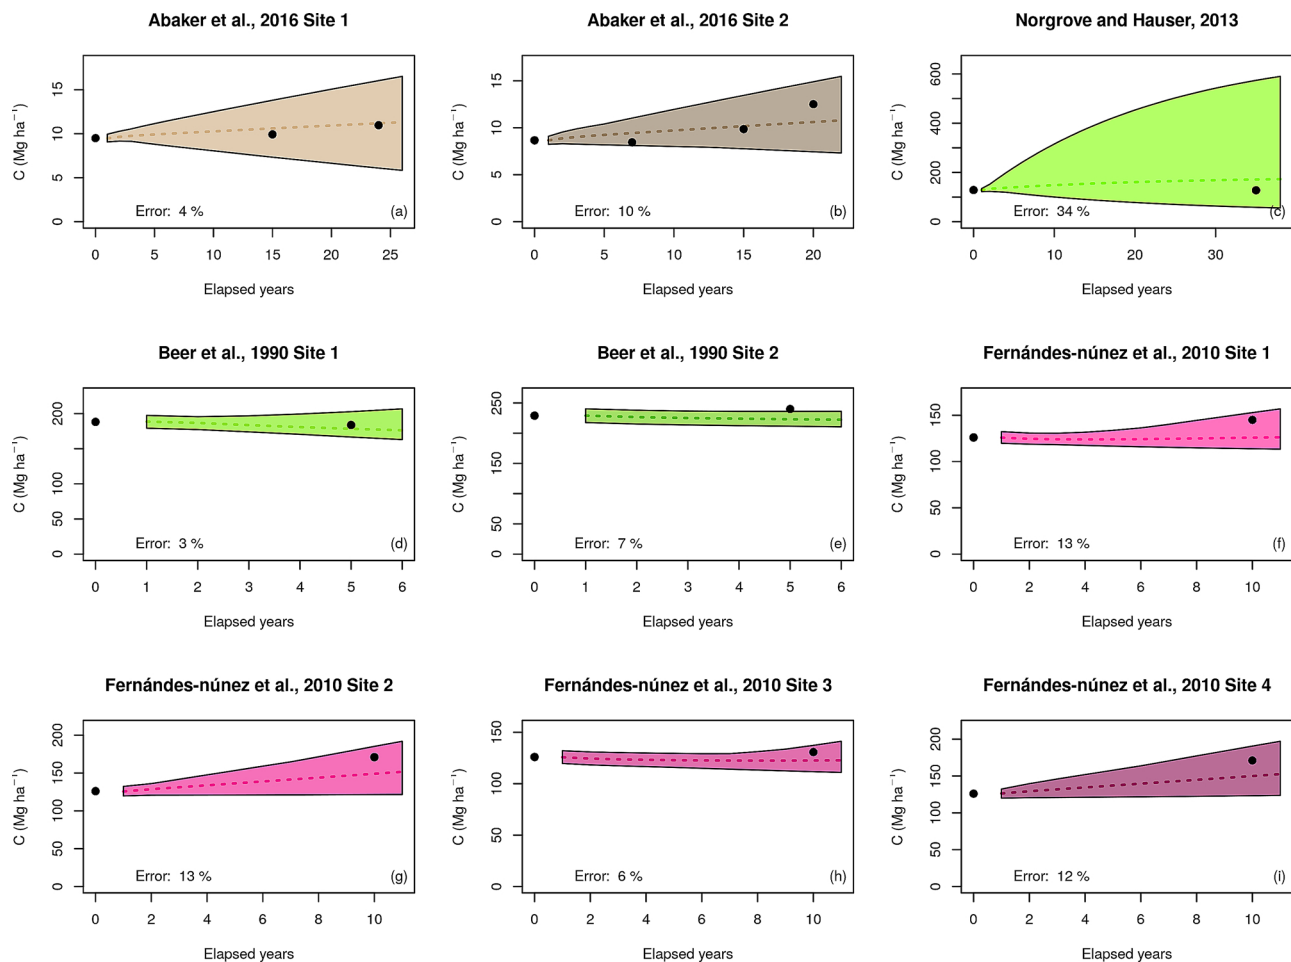 Abaker et al., 2016 Site 1
Abaker et al., 2016 Site 2
Norgrove and Hauser, 2013
C (Mg ha⁻¹)
15
10
5
0
Error: 4 %
(a)
0 5 10 15 20 25
Elapsed years
C (Mg ha⁻¹)
15
10
5
0
Error: 10 %
(b)
0 5 10 15 20
Elapsed years
C (Mg ha⁻¹)
600
400
200
0
Error: 34 %
(c)
0 10 20 30
Elapsed years
Beer et al., 1990 Site 1
Beer et al., 1990 Site 2
Fernándes-núnez et al., 2010 Site 1
C (Mg ha⁻¹)
200
100
50
0
Error: 3 %
(d)
0 1 2 3 4 5 6
Elapsed years
C (Mg ha⁻¹)
250
150
50
0
Error: 7 %
(e)
0 1 2 3 4 5 6
Elapsed years
C (Mg ha⁻¹)
150
100
50
0
Error: 13 %
(f)
0 2 4 6 8 10
Elapsed years
Fernándes-núnez et al., 2010 Site 2
Fernándes-núnez et al., 2010 Site 3
Fernándes-núnez et al., 2010 Site 4
C (Mg ha⁻¹)
200
150
100
50
0
Error: 13 %
(g)
0 2 4 6 8 10
Elapsed years
C (Mg ha⁻¹)
150
100
50
0
Error: 6 %
(h)
0 2 4 6 8 10
Elapsed years
C (Mg ha⁻¹)
200
150
100
50
0
Error: 12 %
(i)
0 2 4 6 8 10
Elapsed years